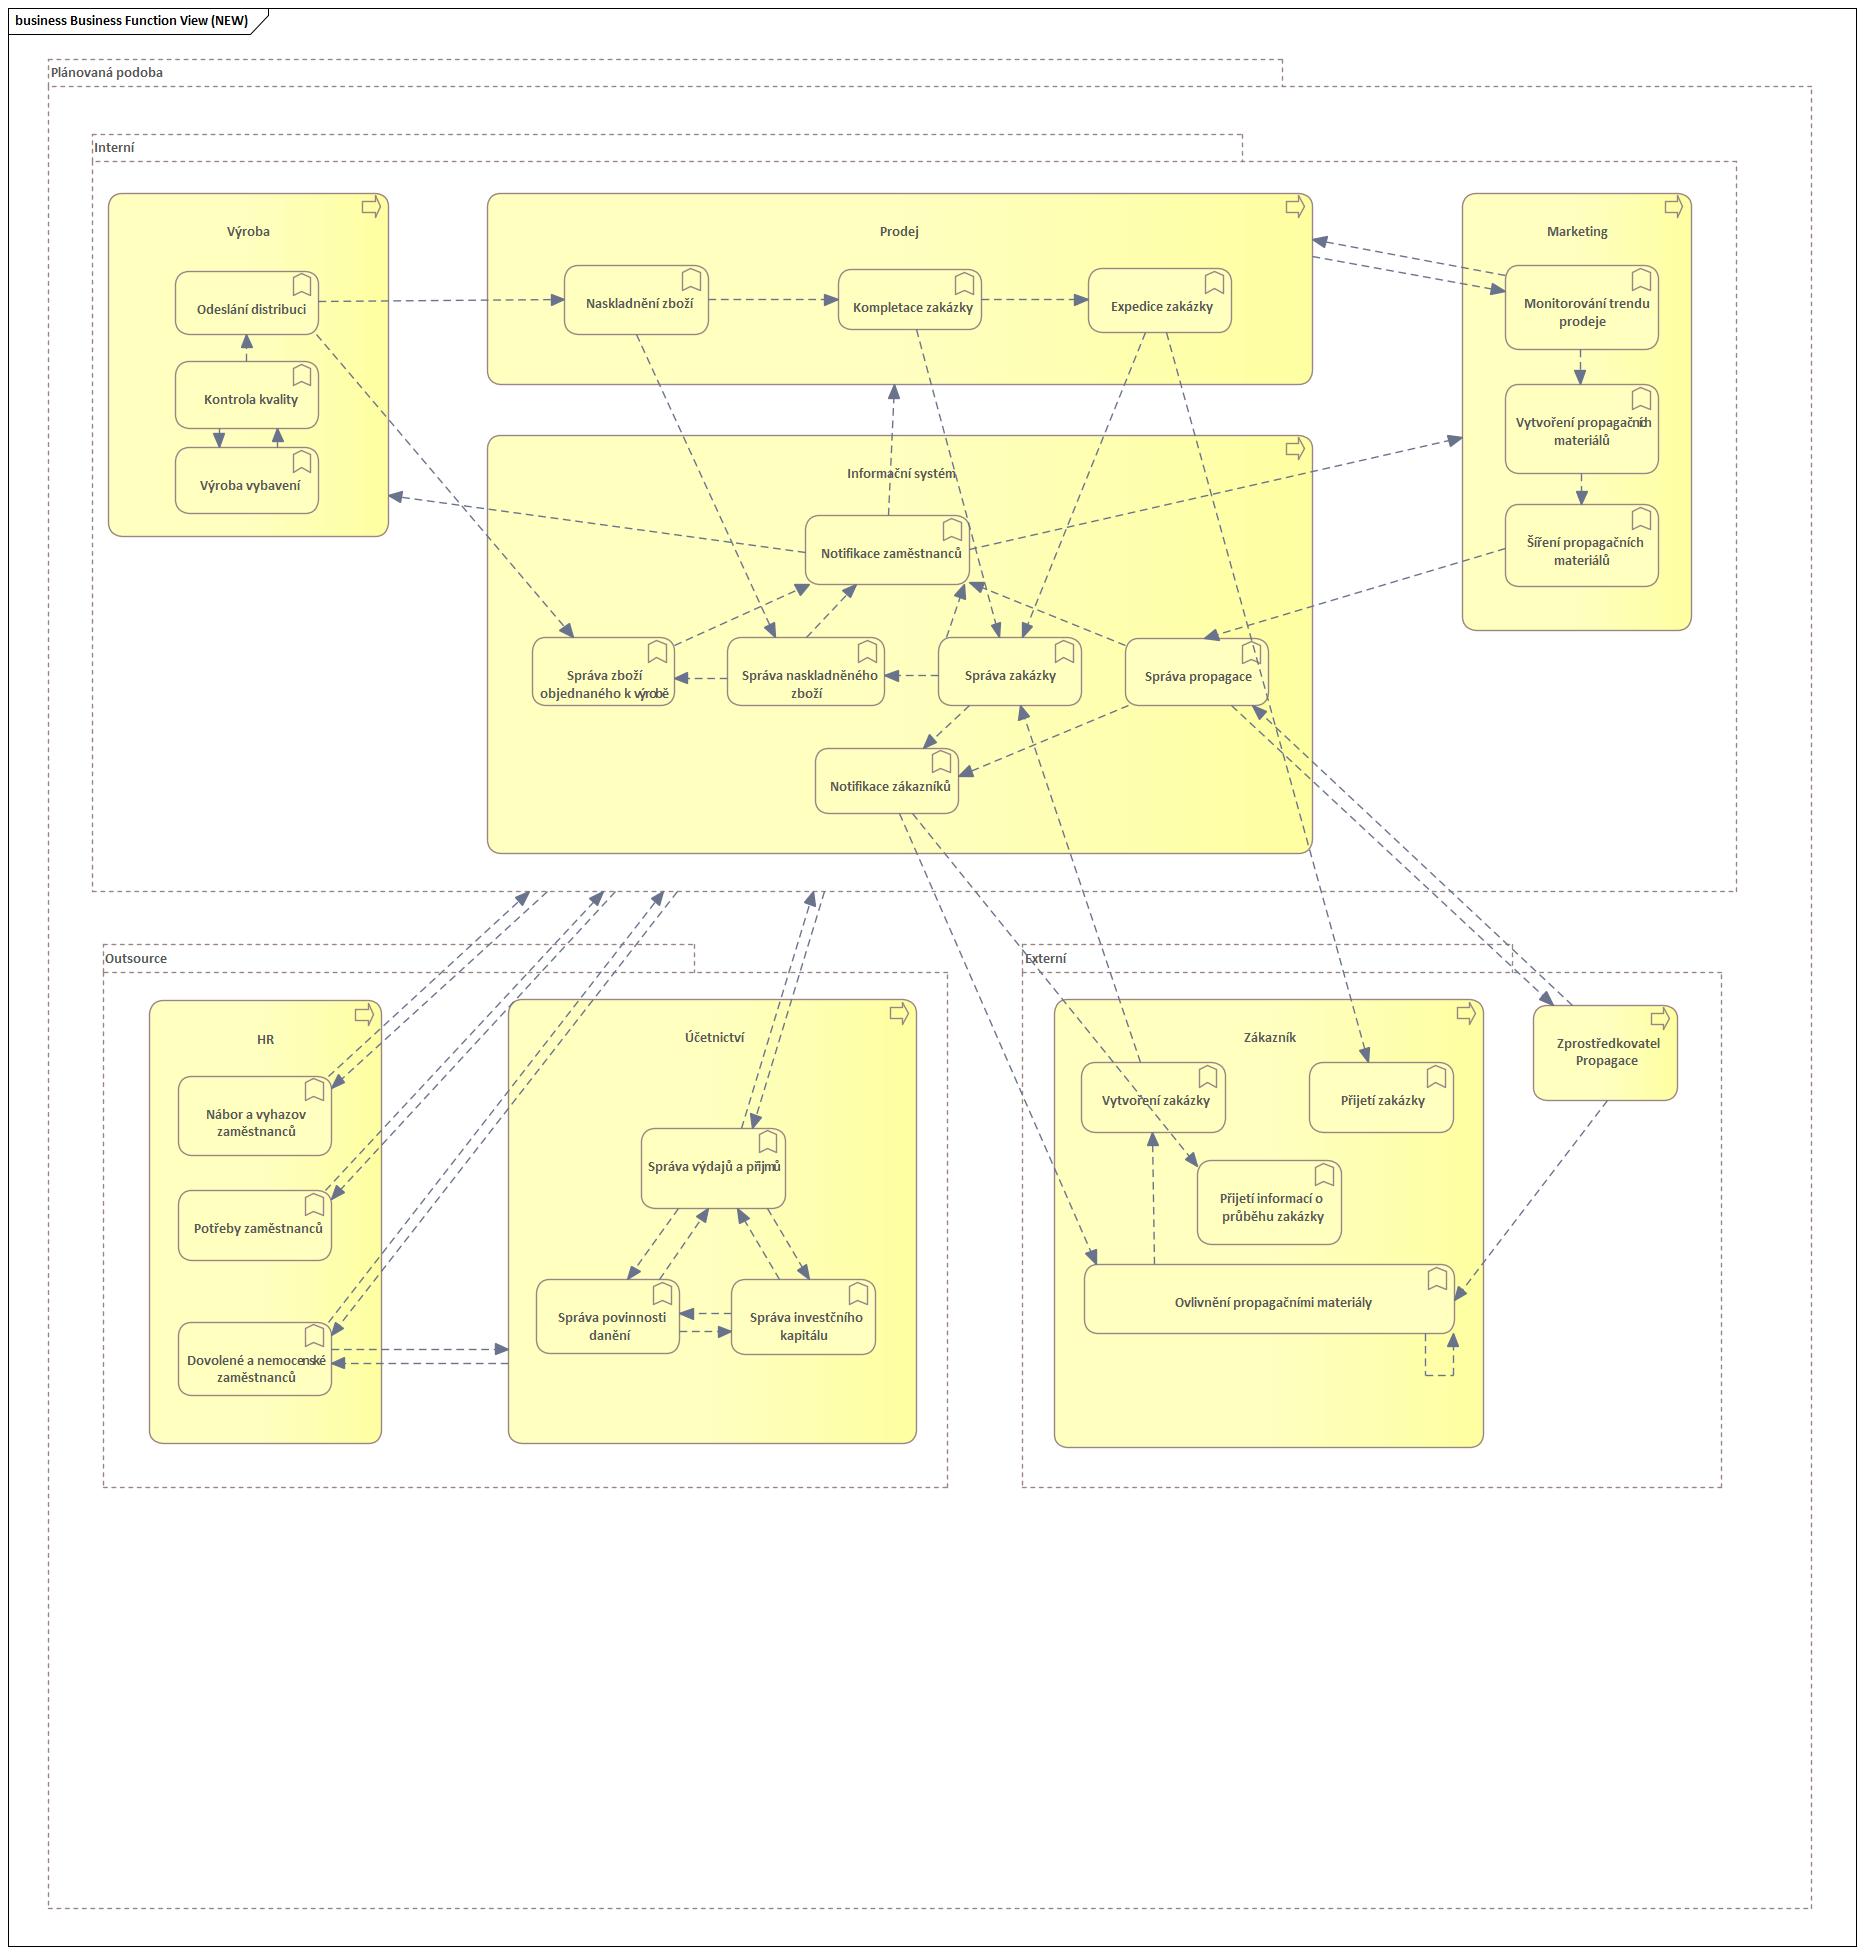 business Business Function View (NEW)
Plánovaná podoba
Interní
Výroba
Odeslání distribuci
Kontrola kvality
Výroba vybavení
Prodej
Naskladnění zboží
Kompletace zakázky
Expedice zakázky
Marketing
Monitorování trendu
prodeje
Vytvoření propagačních
materiálů
Šíření propagačních
materiálů
Informační systém
Notifikace zaměstnanců
Správa zboží
objednaného k výrobě
Správa naskladněného
zboží
Správa zakázky
Správa propagace
Notifikace zákazníků
Outsource
HR
Nábor a vyhazov
zaměstnanců
Potřeby zaměstnanců
Dovolené a nemocenské
zaměstnanců
Účetnictví
Správa výdajů a příjmů
Správa povinnosti
danění
Správa investčního
kapitálu
Externí
Zákazník
Vytvoření zakázky
Přijetí zakázky
Přijetí informací o
průběhu zakázky
Ovlivnění propagačními materiály
Zprostředkovatel
Propagace